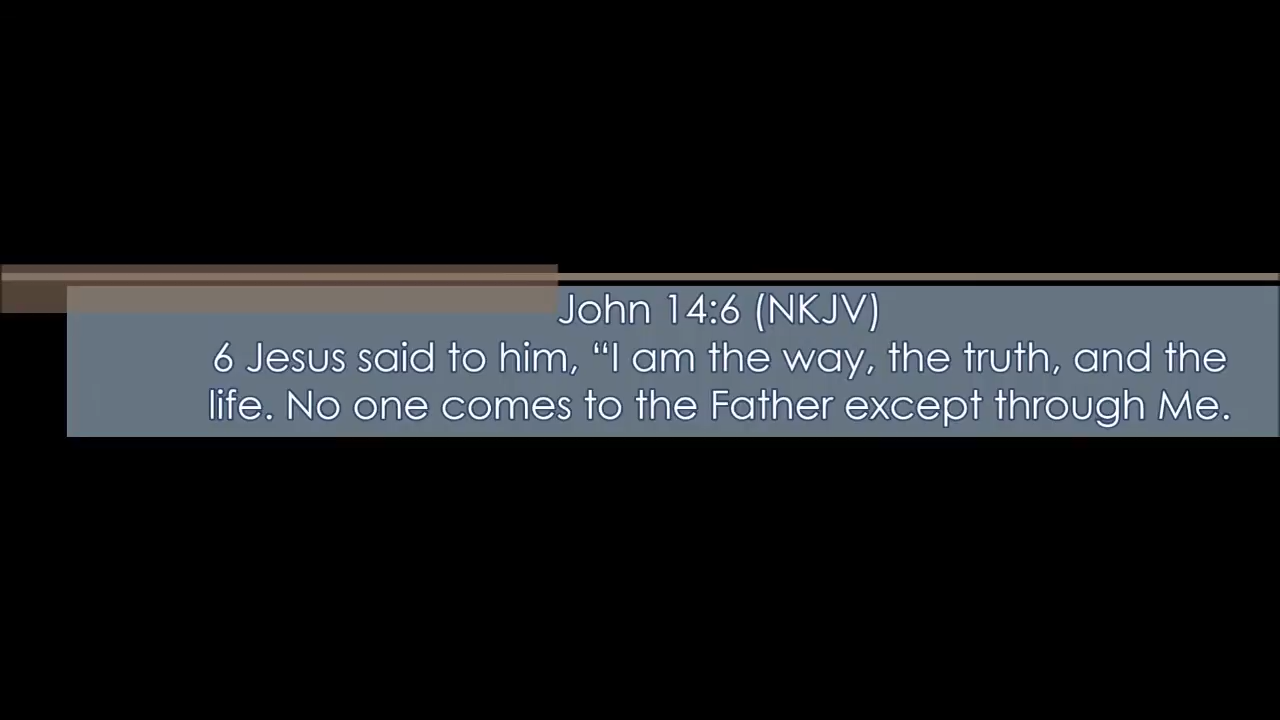 John 14:6 (NKJV)
6 Jesus said to him, “I am the way, the truth, and the
life. No one comes to the Father except through Me.